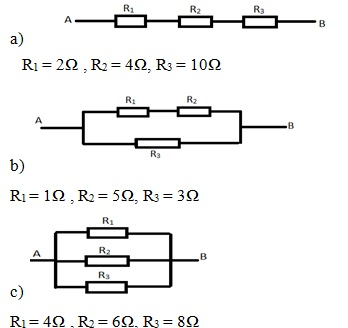 A R₁ R₂ R₃ B
a)
R₁ = 2Ω , R₂ = 4Ω, R₃ = 10Ω
R₁ R₂
A B
R₃
b)
R₁ = 1Ω , R₂ = 5Ω, R₃ = 3Ω
R₁
A R₂ B
R₃
c)
R₁ = 4Ω , R₂ = 6Ω, R₃ = 8Ω